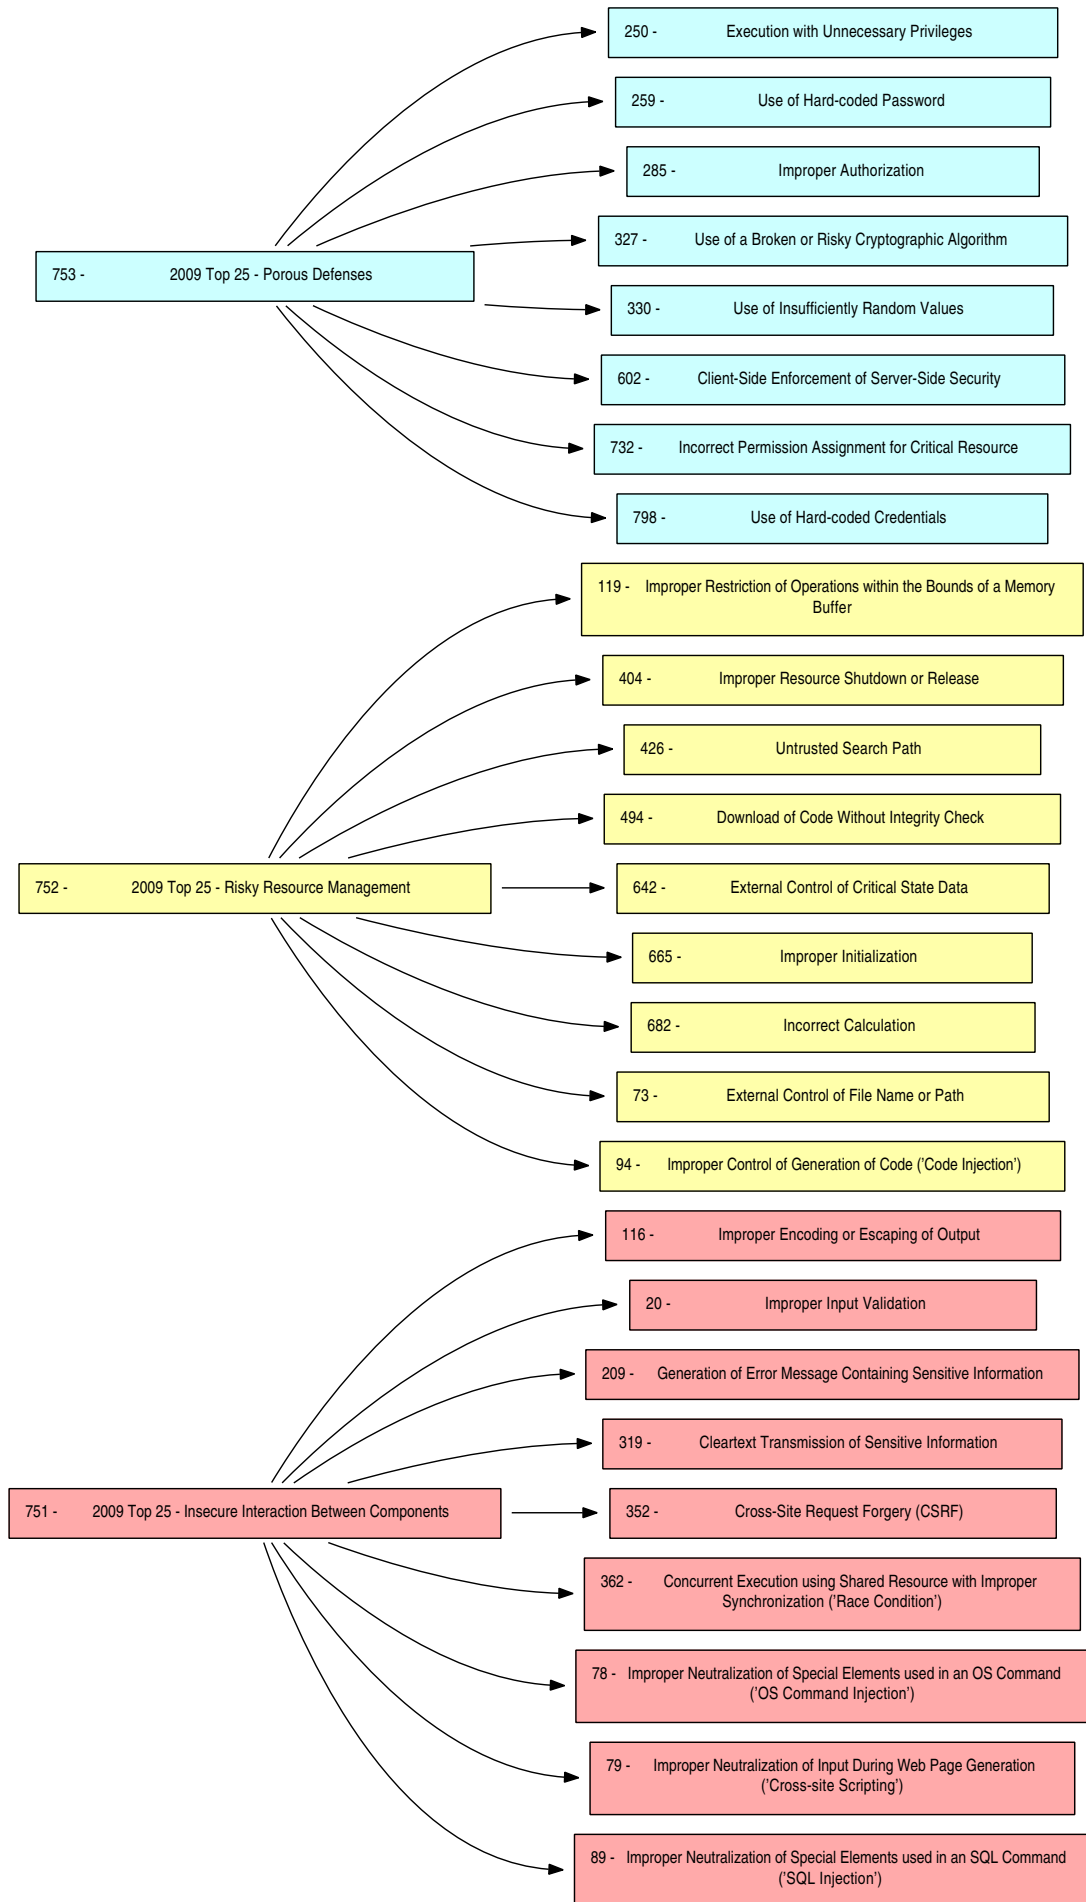 250 - Execution with Unnecessary Privileges
259 - Use of Hard-coded Password
285 - Improper Authorization
327 - Use of a Broken or Risky Cryptographic Algorithm
753 - 2009 Top 25 - Porous Defenses
330 - Use of Insufficiently Random Values
602 - Client-Side Enforcement of Server-Side Security
732 - Incorrect Permission Assignment for Critical Resource
798 - Use of Hard-coded Credentials
119 - Improper Restriction of Operations within the Bounds of a Memory
Buffer
404 - Improper Resource Shutdown or Release
426 - Untrusted Search Path
494 - Download of Code Without Integrity Check
752 - 2009 Top 25 - Risky Resource Management
642 - External Control of Critical State Data
665 - Improper Initialization
682 - Incorrect Calculation
73 - External Control of File Name or Path
94 - Improper Control of Generation of Code ('Code Injection')
116 - Improper Encoding or Escaping of Output
20 - Improper Input Validation
209 - Generation of Error Message Containing Sensitive Information
319 - Cleartext Transmission of Sensitive Information
751 - 2009 Top 25 - Insecure Interaction Between Components
352 - Cross-Site Request Forgery (CSRF)
362 - Concurrent Execution using Shared Resource with Improper
Synchronization ('Race Condition')
78 - Improper Neutralization of Special Elements used in an OS Command
('OS Command Injection')
79 - Improper Neutralization of Input During Web Page Generation
('Cross-site Scripting')
89 - Improper Neutralization of Special Elements used in an SQL Command
('SQL Injection')